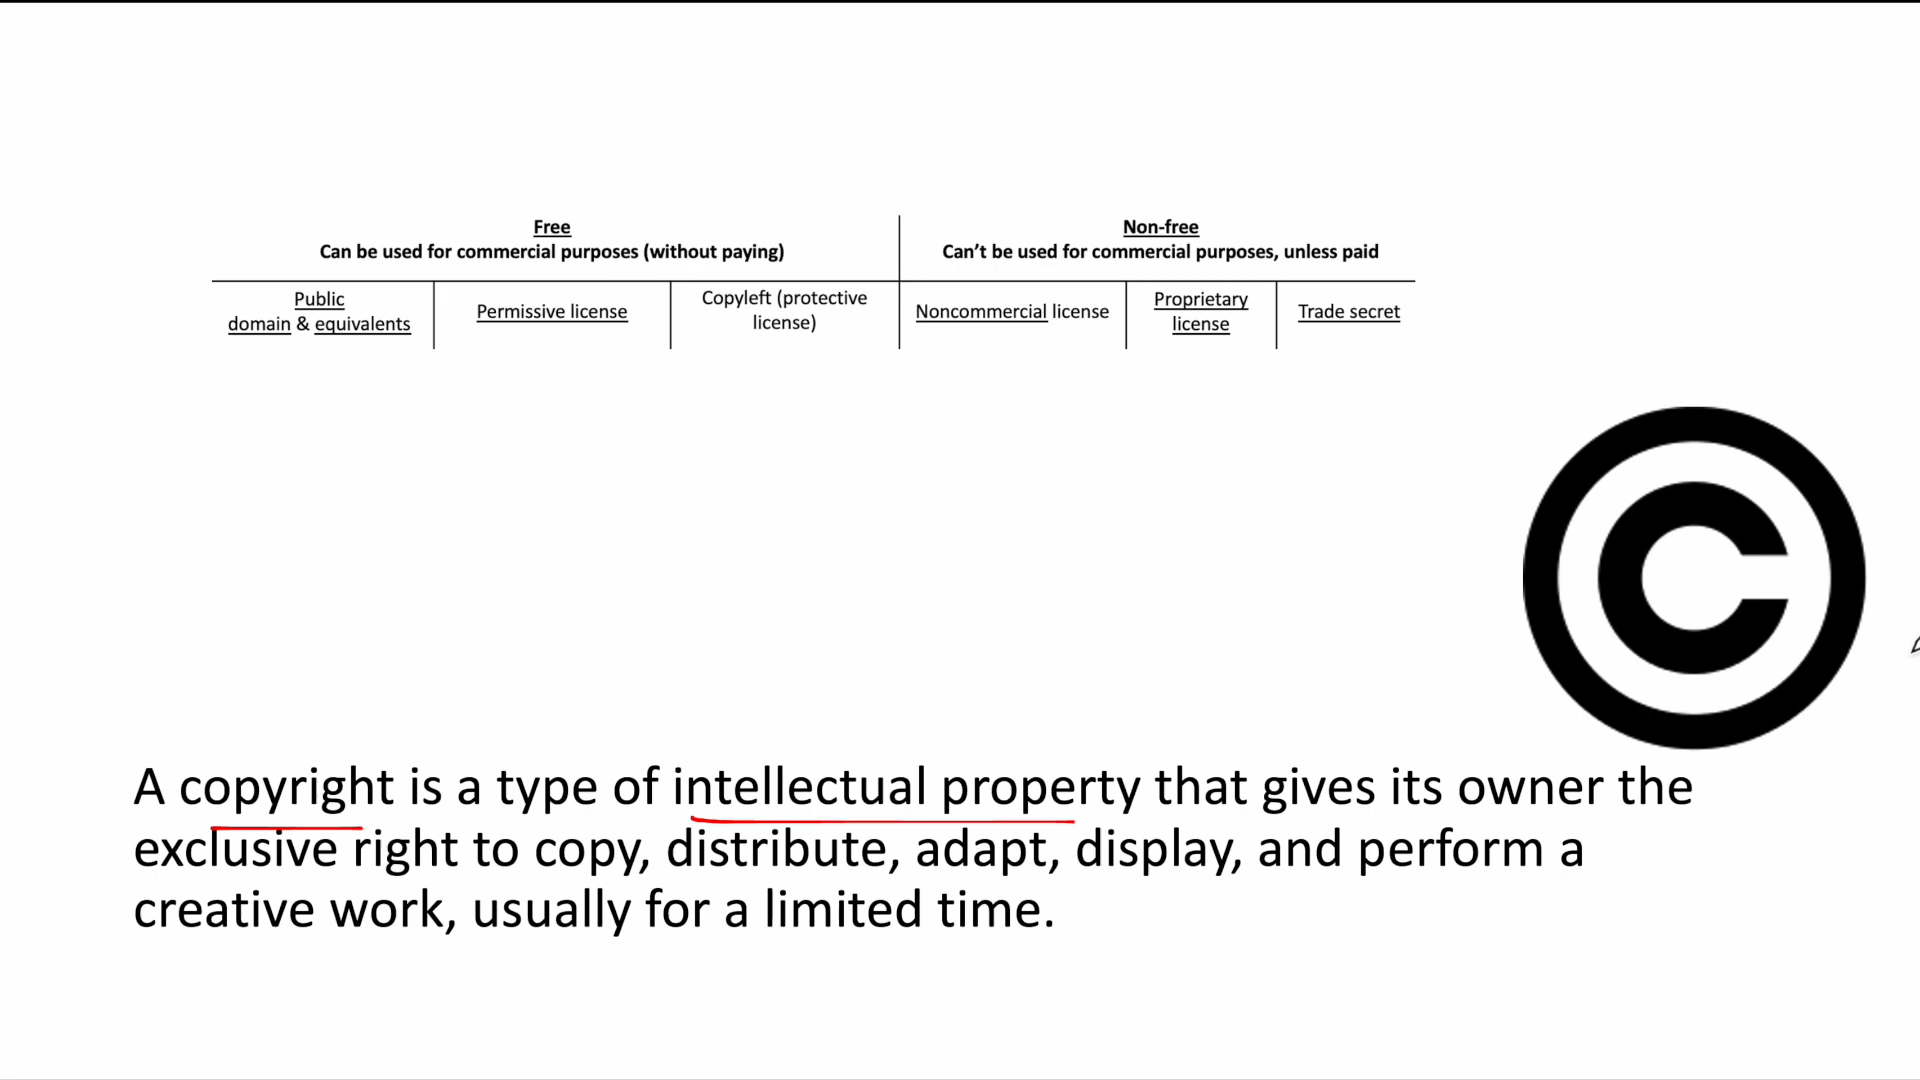 Free
Can be used for commercial purposes (without paying)
Non-free
Can't be used for commercial purposes, unless paid
Public
domain & equivalents
Permissive license
Copyleft (protective
license)
Noncommercial license
Proprietary
license
Trade secret
C
A copyright is a type of intellectual property that gives its owner the
exclusive right to copy, distribute, adapt, display, and perform a
creative work, usually for a limited time.